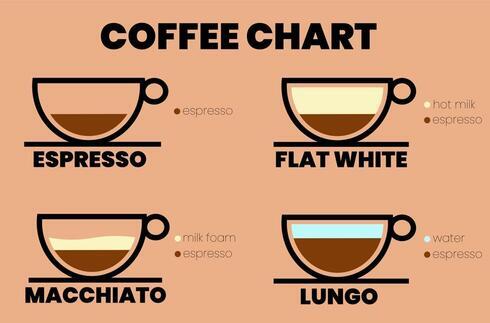 COFFEE CHART
espresso
ESPRESSO
hot milk
espresso
FLAT WHITE
milk foam
espresso
MACCHIATO
water
espresso
LUNGO